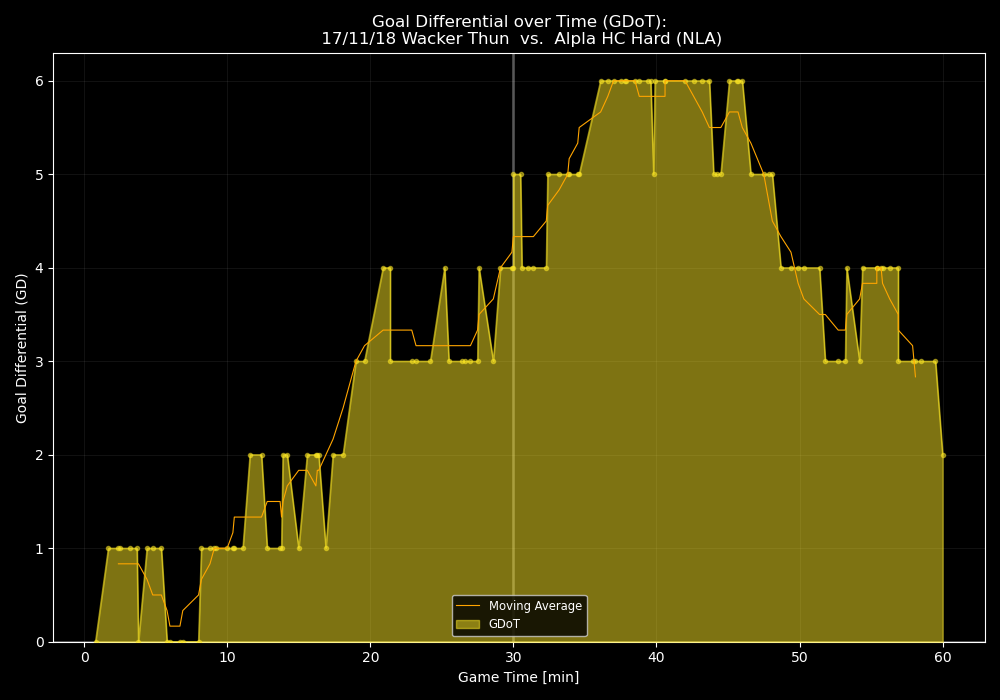 Goal Differential over Time (GDoT):
17/11/18 Wacker Thun  vs.  Alpla HC Hard (NLA)
Goal Differential (GD)
6
5
4
3
2
1
0
0 10 20 30 40 50 60
Game Time [min]
Moving Average
GDoT